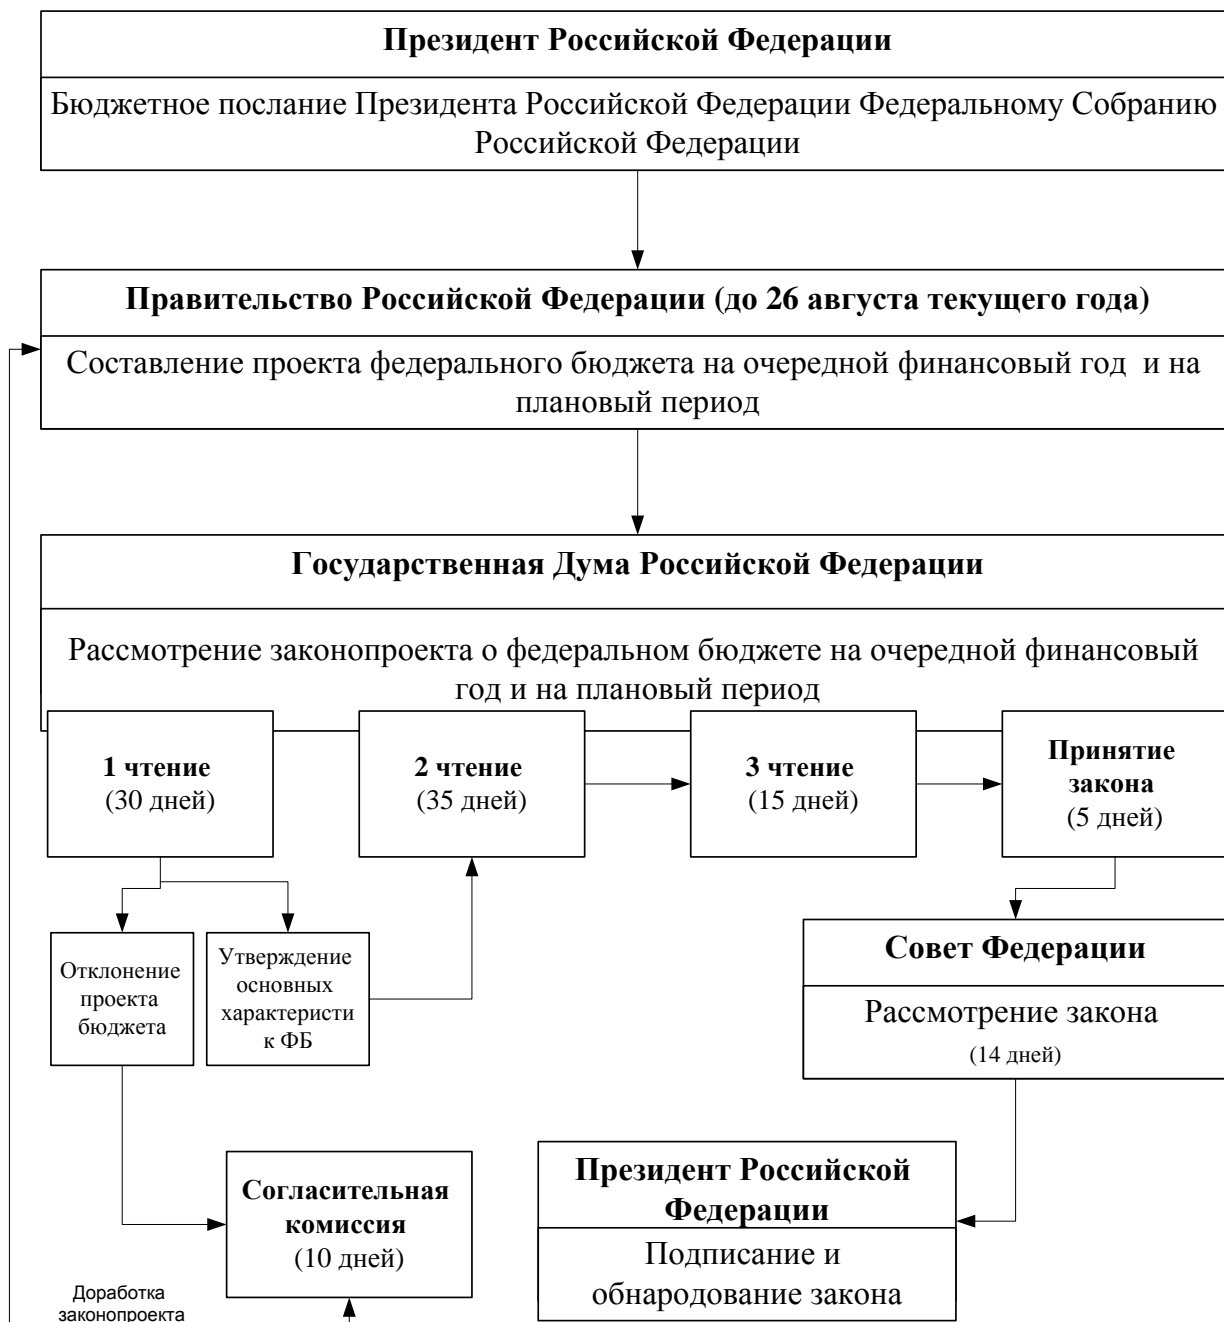 Президент Российской Федерации
Бюджетное послание Президента Российской Федерации Федеральному Собранию
Российской Федерации
Правительство Российской Федерации (до 26 августа текущего года)
Составление проекта федерального бюджета на очередной финансовый год и на
плановый период
Государственная Дума Российской Федерации
Рассмотрение законопроекта о федеральном бюджете на очередной финансовый
год и на плановый период
1 чтение
(30 дней)
2 чтение
(35 дней)
3 чтение
(15 дней)
Принятие
закона
(5 дней)
Отклонение
проекта
бюджета
Утверждение
основных
характеристи
к ФБ
Совет Федерации
Рассмотрение закона
(14 дней)
Согласительная
комиссия
(10 дней)
Президент Российской
Федерации
Подписание и
обнародование закона
Доработка
законопроекта